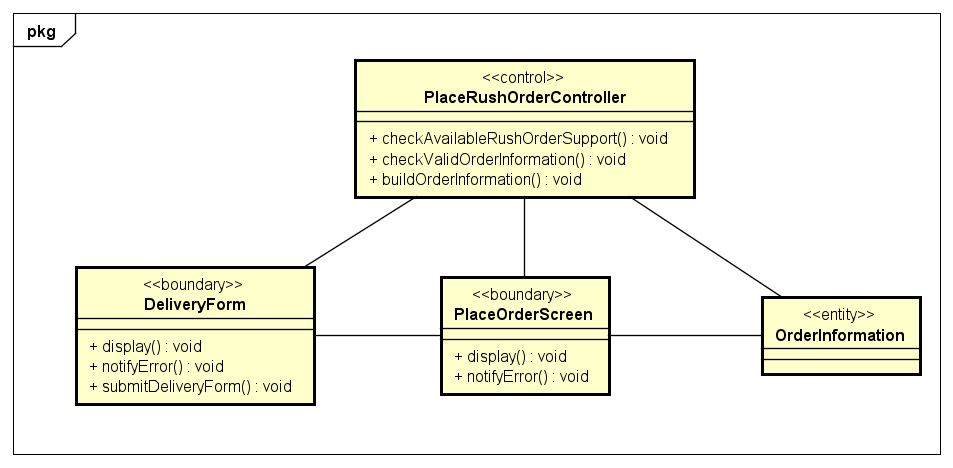 pkg
<<control>>
PlaceRushOrderController
+ checkAvailableRushOrderSupport() : void
+ checkValidOrderInformation() : void
+ buildOrderInformation() : void
<<boundary>>
DeliveryForm
+ display() : void
+ notifyError() : void
+ submitDeliveryForm() : void
<<boundary>>
PlaceOrderScreen
+ display() : void
+ notifyError() : void
<<entity>>
OrderInformation